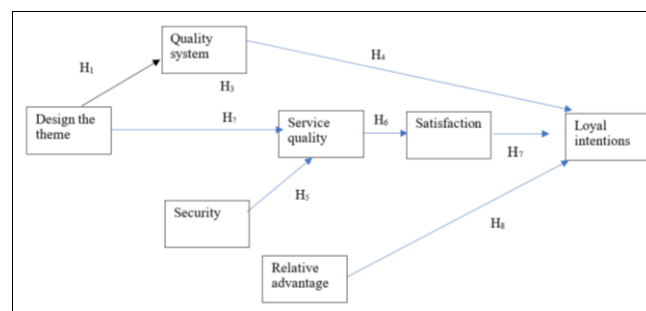 Quality
system
H₁
H₄
H₃
Design the
theme
H₂
Service
quality
H₆
Satisfaction
H₇
Loyal
intentions
H₅
Security
H₈
Relative
advantage